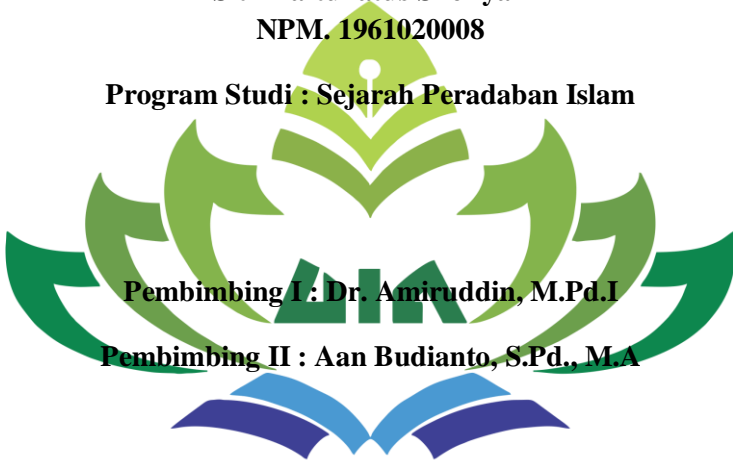 NPM. 1961020008
Program Studi : Sejarah Peradaban Islam
Pembimbing I : Dr. Amiruddin, M.Pd.I
Pembimbing II : Aan Budianto, S.Pd., M.A